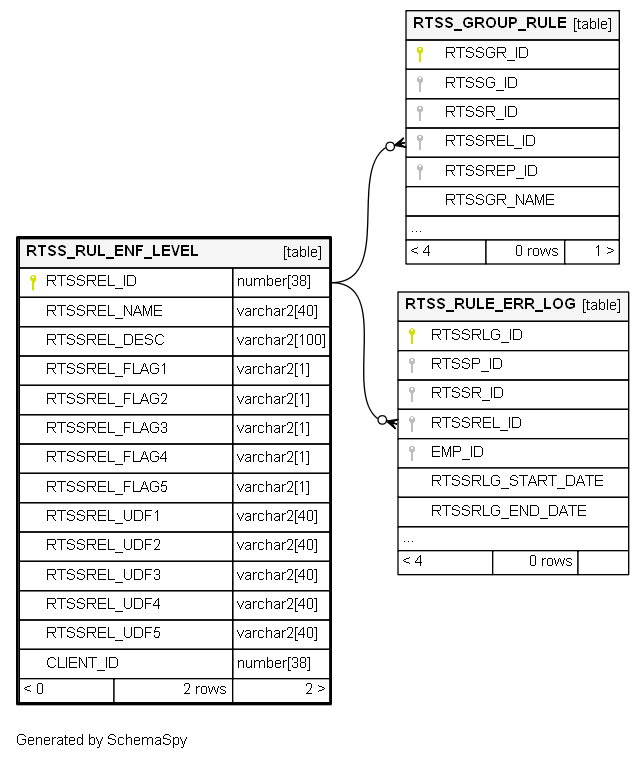 RTSS_GROUP_RULE [table]
RTSSGR_ID
RTSSG_ID
RTSSR_ID
RTSSREL_ID
RTSSREP_ID
RTSSGR_NAME
...
< 4 0 rows 1 >
RTSS_RUL_ENF_LEVEL [table]
RTSSREL_ID number[38]
RTSSREL_NAME varchar2[40]
RTSSREL_DESC varchar2[100]
RTSSREL_FLAG1 varchar2[1]
RTSSREL_FLAG2 varchar2[1]
RTSSREL_FLAG3 varchar2[1]
RTSSREL_FLAG4 varchar2[1]
RTSSREL_FLAG5 varchar2[1]
RTSSREL_UDF1 varchar2[40]
RTSSREL_UDF2 varchar2[40]
RTSSREL_UDF3 varchar2[40]
RTSSREL_UDF4 varchar2[40]
RTSSREL_UDF5 varchar2[40]
CLIENT_ID number[38]
< 0 2 rows 2 >
RTSS_RULE_ERR_LOG [table]
RTSSRLG_ID
RTSSP_ID
RTSSR_ID
RTSSREL_ID
EMP_ID
RTSSRLG_START_DATE
RTSSRLG_END_DATE
...
< 4 0 rows
Generated by SchemaSpy